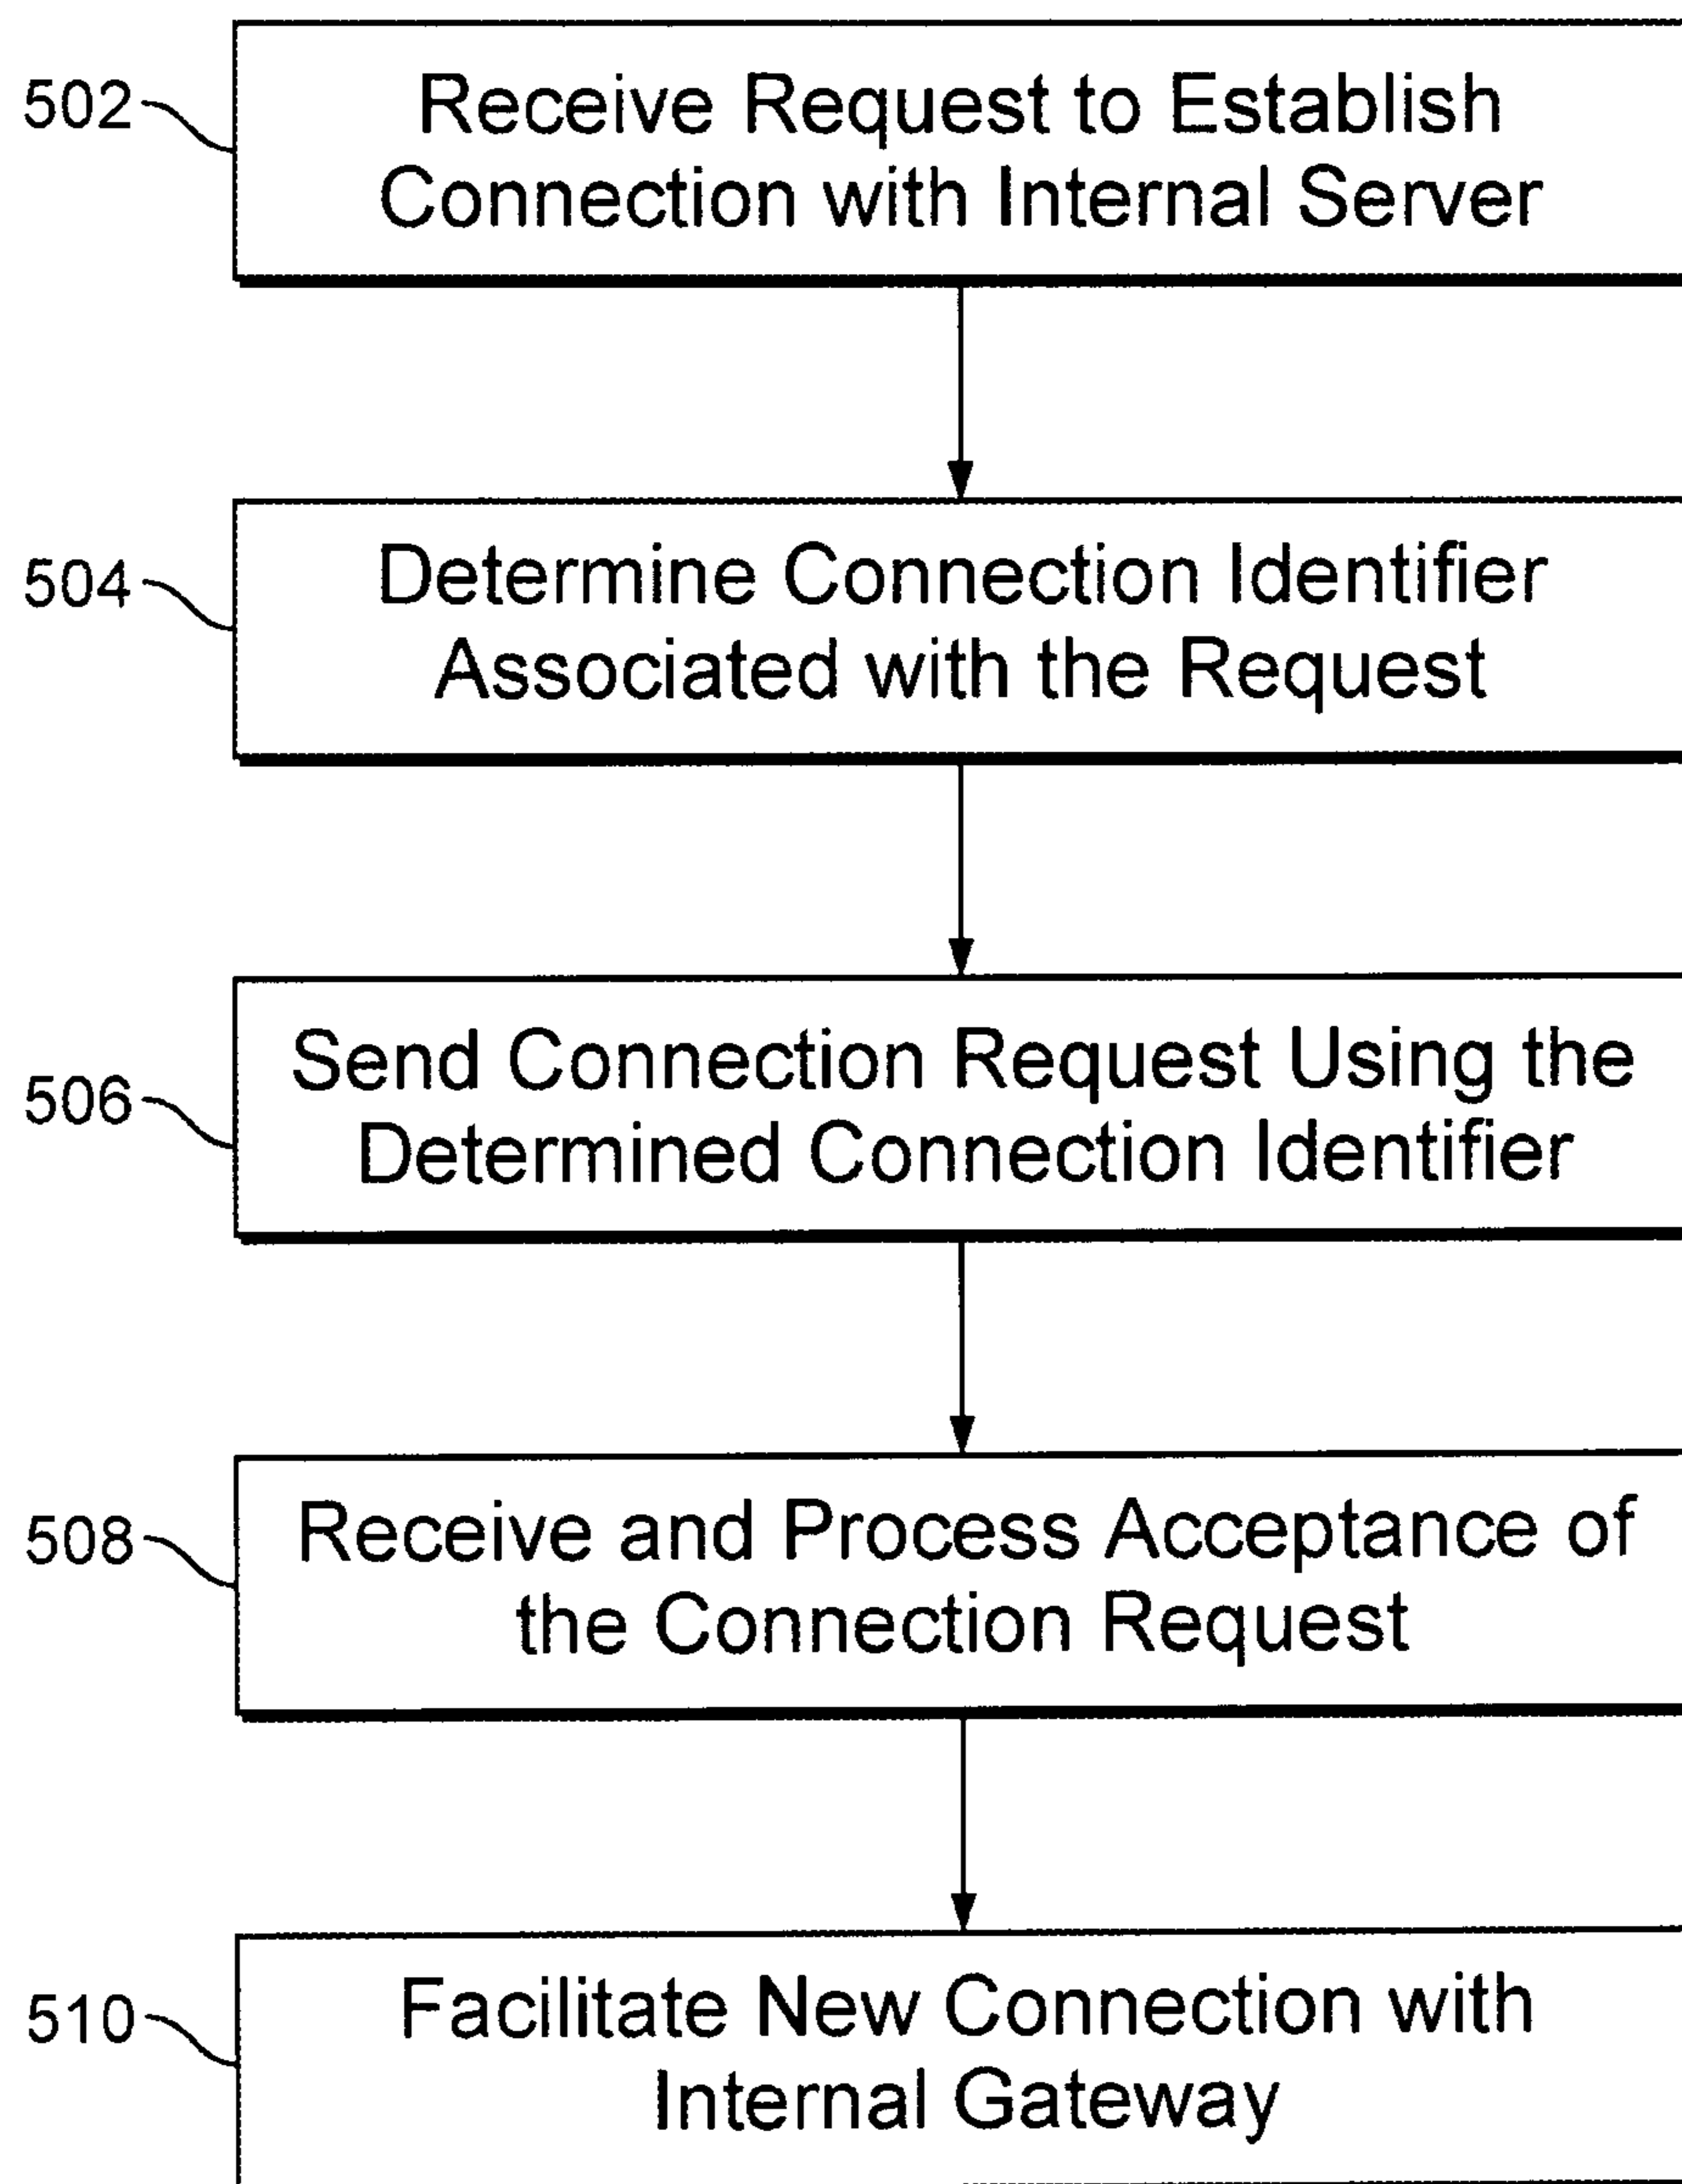 502
Receive Request to Establish
Connection with Internal Server
504
Determine Connection Identifier
Associated with the Request
506
Send Connection Request Using the
Determined Connection Identifier
508
Receive and Process Acceptance of
the Connection Request
510
Facilitate New Connection with
Internal Gateway